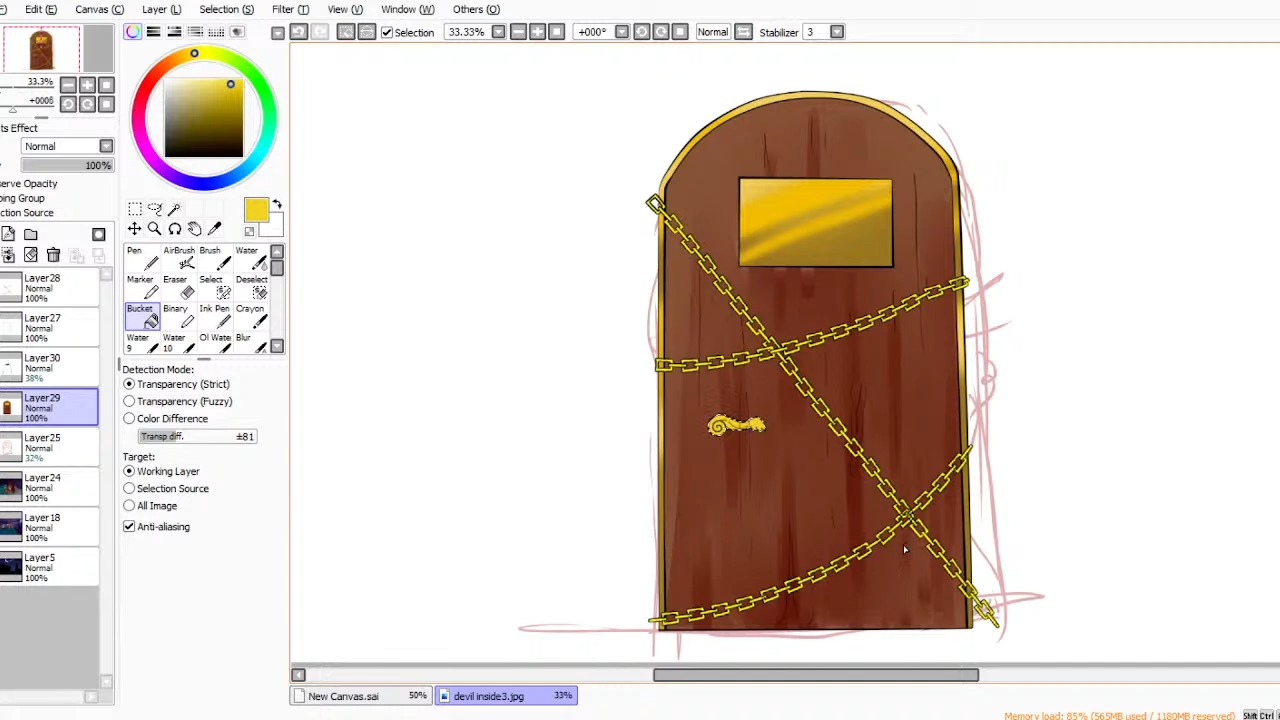 Edit (E) Canvas (C) Layer (L) Selection (S) Filter (T) View (V) Window (W) Others (O)
Selection 33.33% +000° Normal Stabilizer 3
33.3%
+000
ts Effect
Normal
100%
erve Opacity
ping Group
ction Source
Pen AirBrush Brush Water
Marker Eraser Select Deselect
Bucket Binary Ink Pen Crayon
Water 9 Water 10 Ol Wate Blur
Layer28
Normal
100%
Layer27
Normal
100%
Layer30
Normal
38%
Layer29
Normal
100%
Layer25
Normal
32%
Layer24
Normal
100%
Layer18
Normal
100%
Layer5
Normal
100%
Detection Mode:
Transparency (Strict)
Transparency (Fuzzy)
Color Difference
Transp diff. ±81
Target:
Working Layer
Selection Source
All Image
Anti-aliasing
New Canvas.sai 50% devil inside3.jpg 33%
Memory load: 85% (565MB used / 1180MB reserved) Shft Ctrl